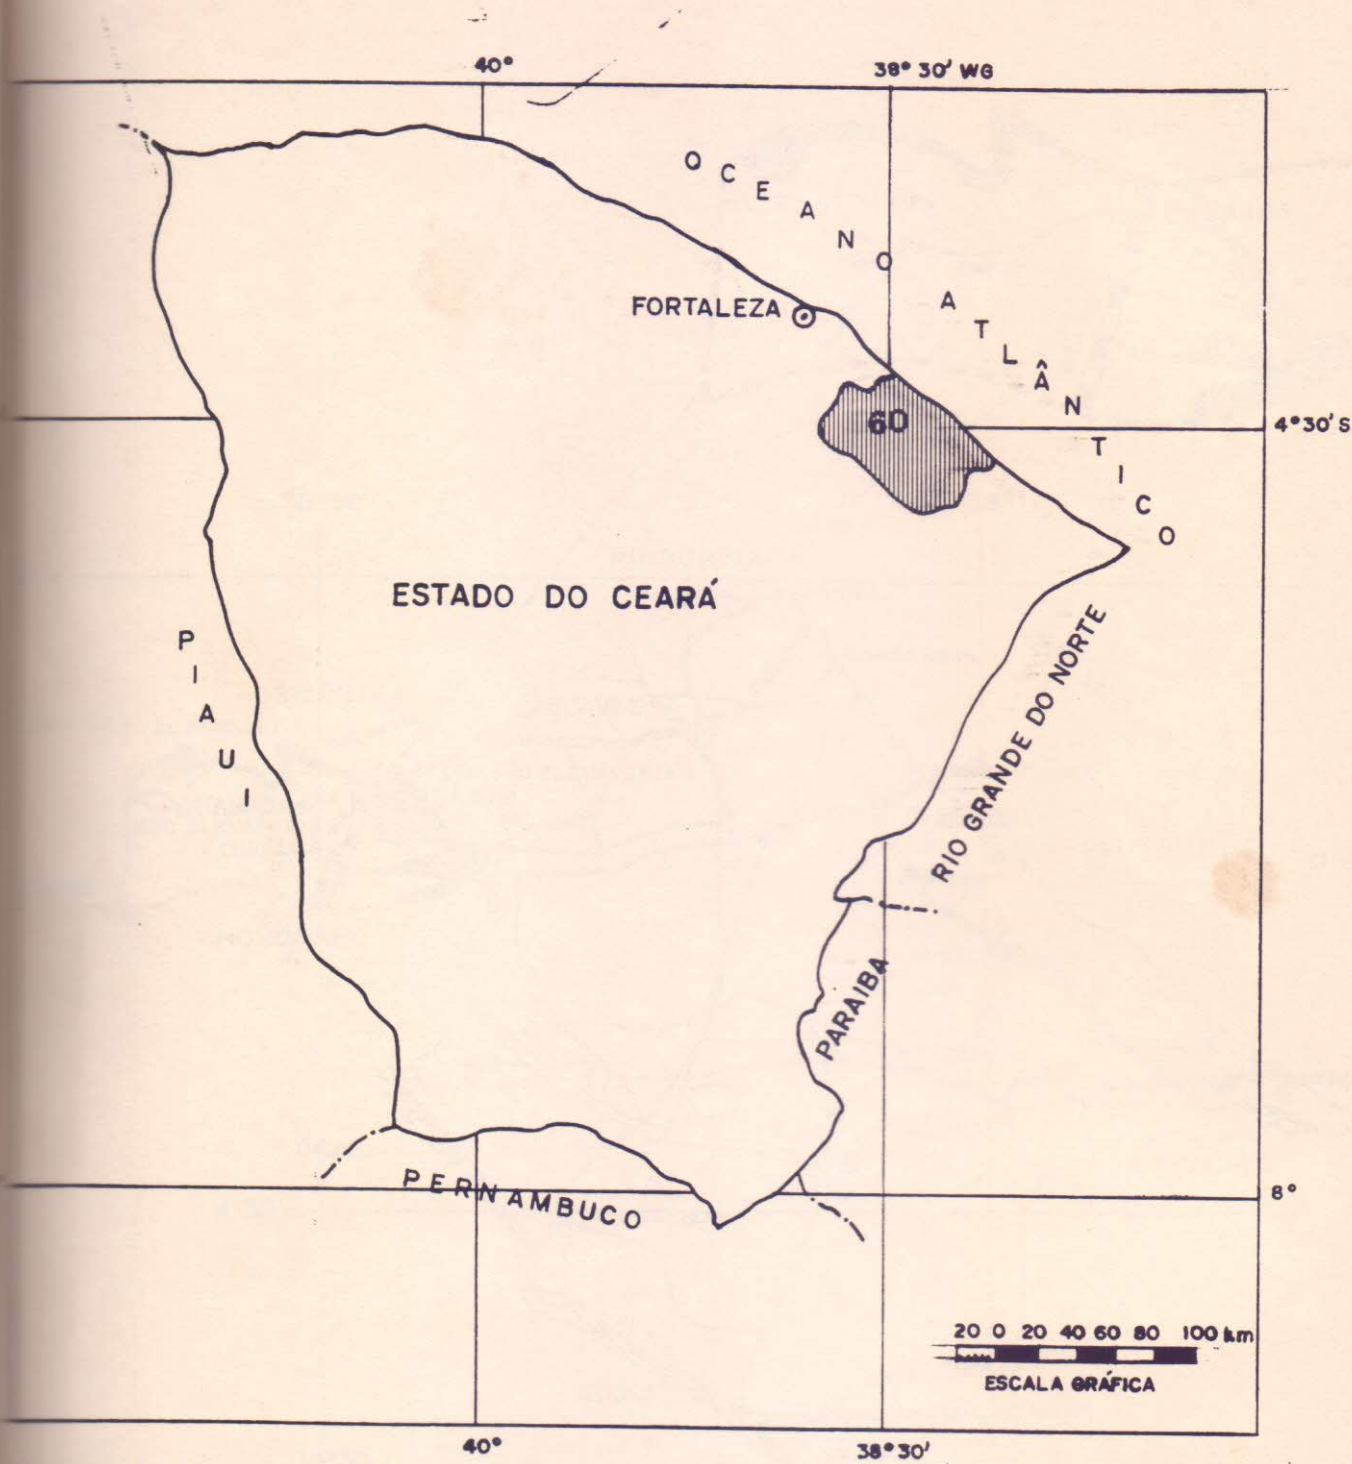 40°
38° 30' WG
OCEANO ATLÂNTICO
FORTALEZA
6D
4°30' S
ESTADO DO CEARÁ
PIAUI
RIO GRANDE DO NORTE
PARAIBA
PERNAMBUCO
8°
20 0 20 40 60 80 100 km
ESCALA GRÁFICA
40°
38°30'